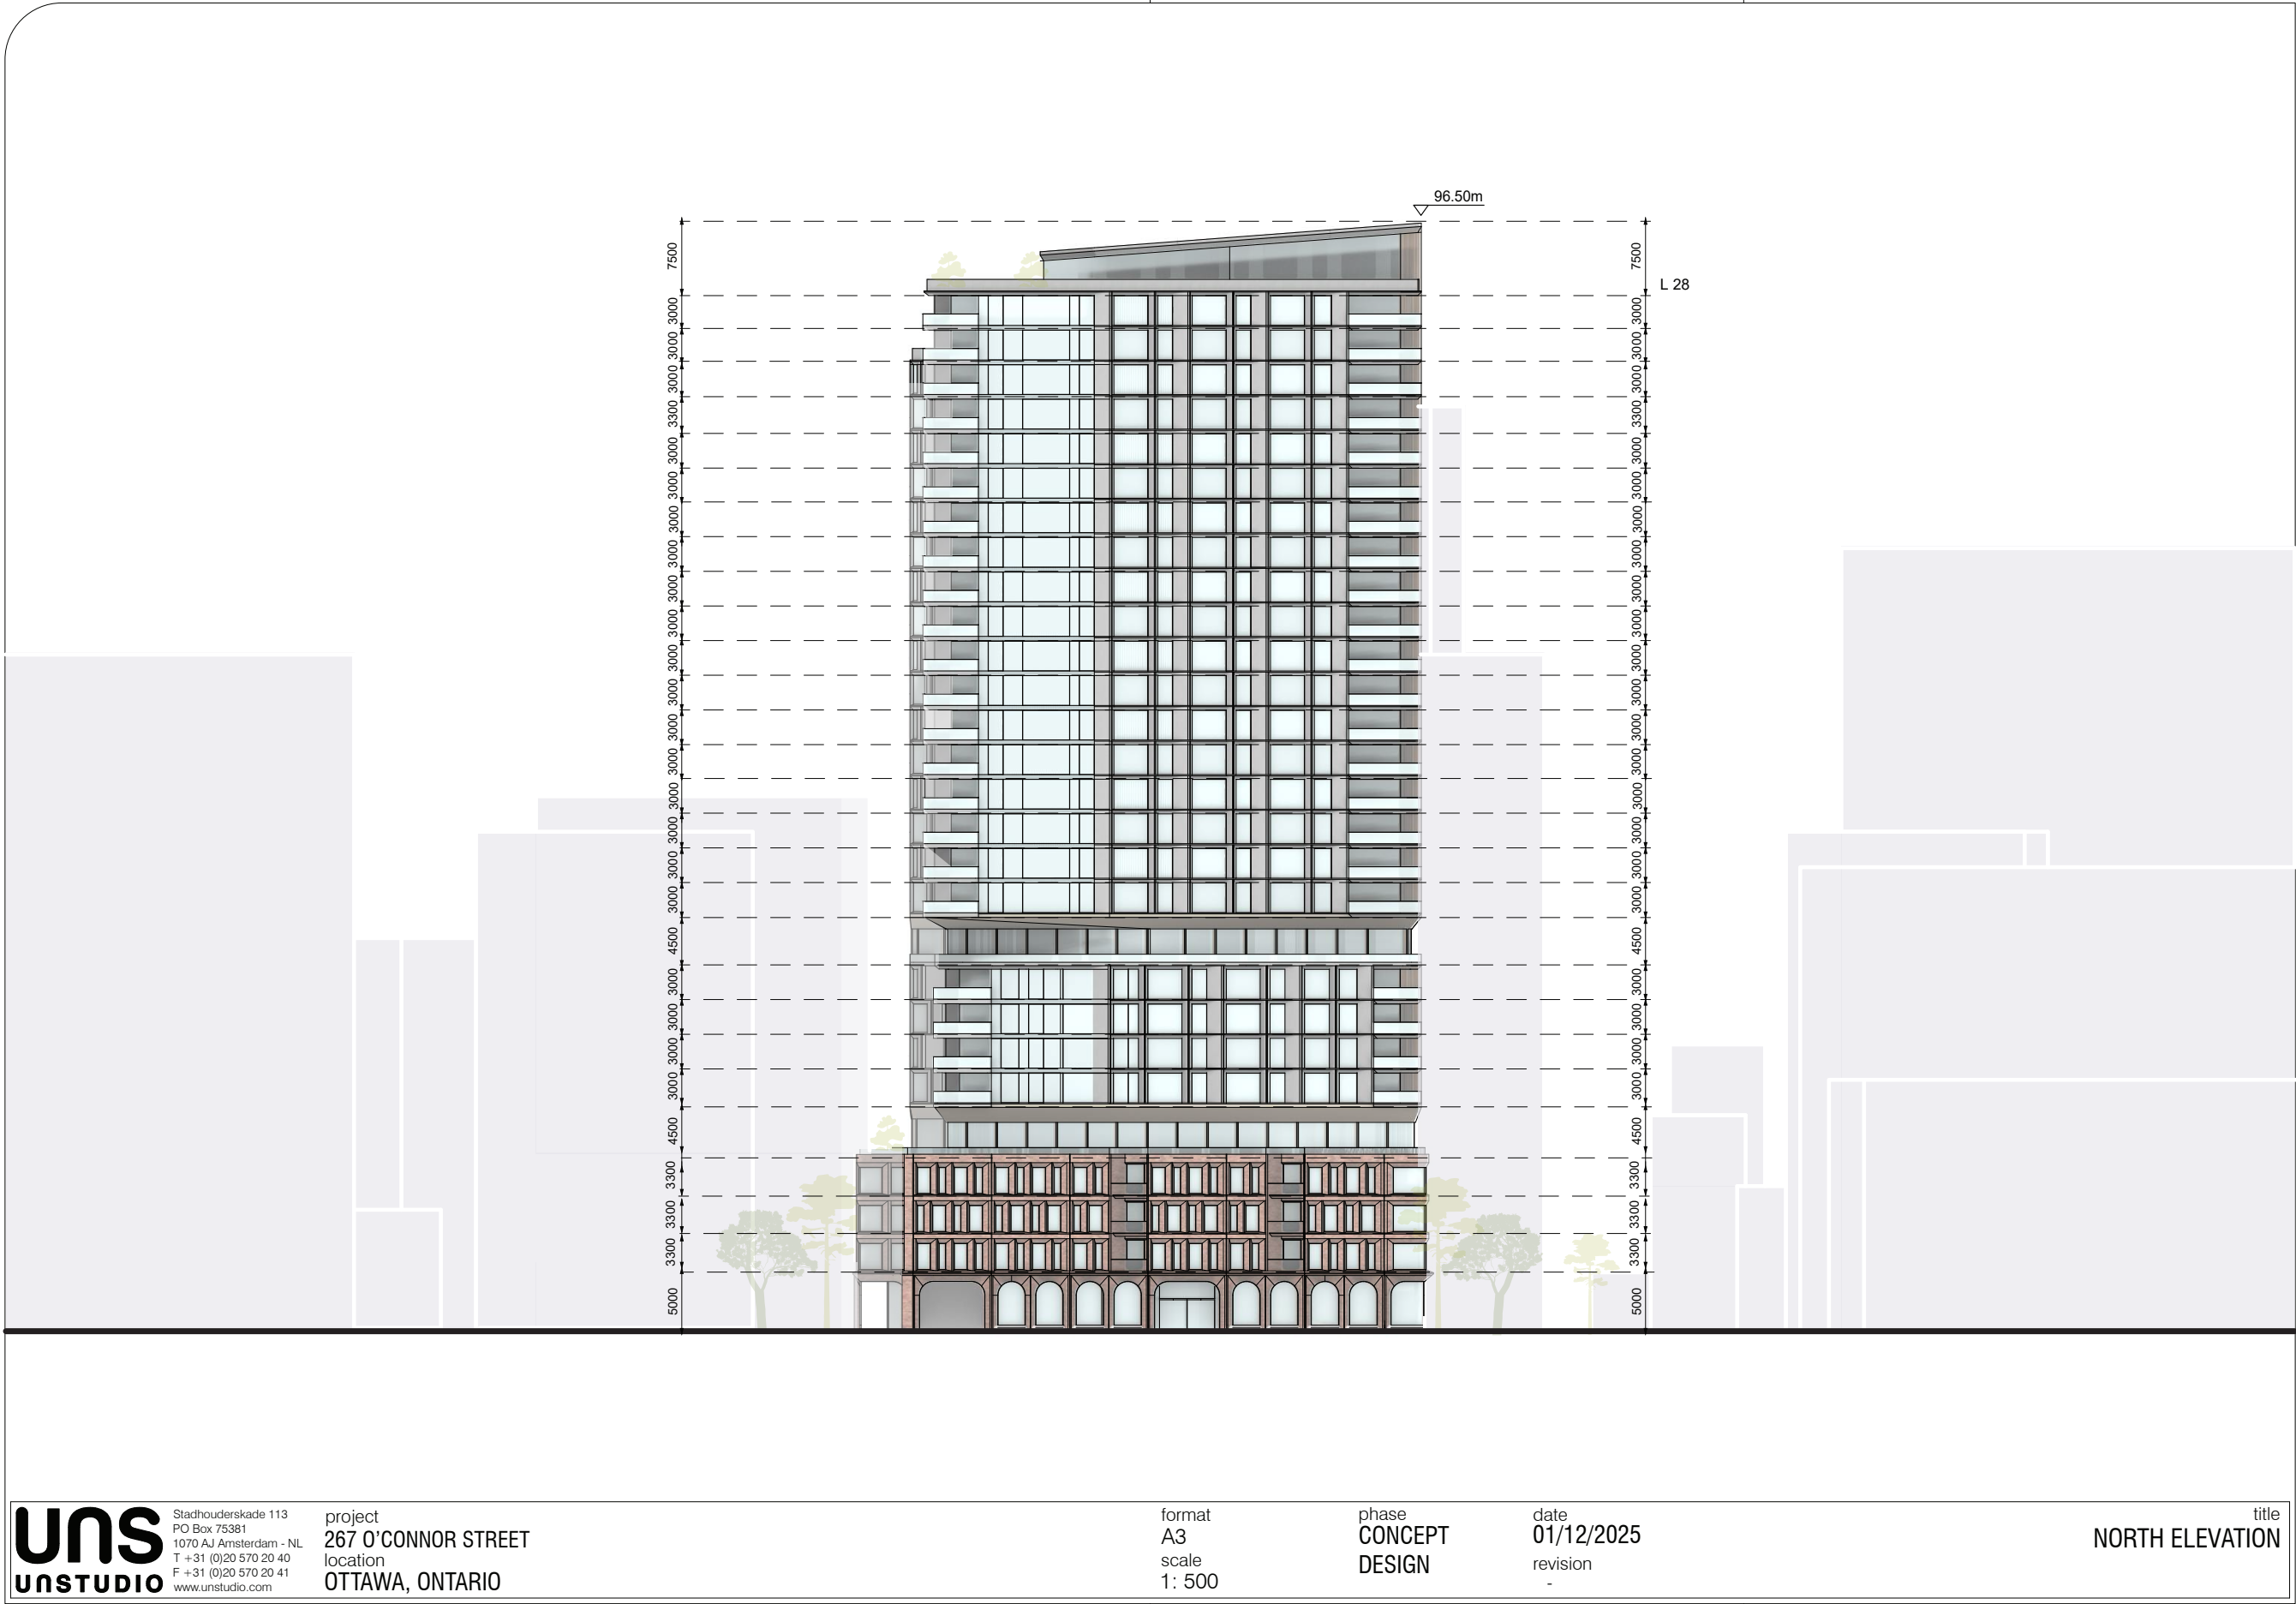 96.50m
7500
3000
3000
3000
3300
3000
3000
3000
3000
3000
3000
3000
3000
3000
3000
3000
3000
3000
3000
4500
3000
3000
3000
3000
4500
3300
3300
3300
5000
7500
L 28
3000
3000
3000
3300
3000
3000
3000
3000
3000
3000
3000
3000
3000
3000
3000
3000
3000
3000
4500
3000
3000
3000
3000
4500
3300
3300
3300
5000
UNS
UNSTUDIO
Stadhouderskade 113
PO Box 75381
1070 AJ Amsterdam - NL
T +31 (0)20 570 20 40
F +31 (0)20 570 20 41
www.unstudio.com
project
267 O'CONNOR STREET
location
OTTAWA, ONTARIO
format
A3
scale
1: 500
phase
CONCEPT
DESIGN
date
01/12/2025
revision
-
title
NORTH ELEVATION